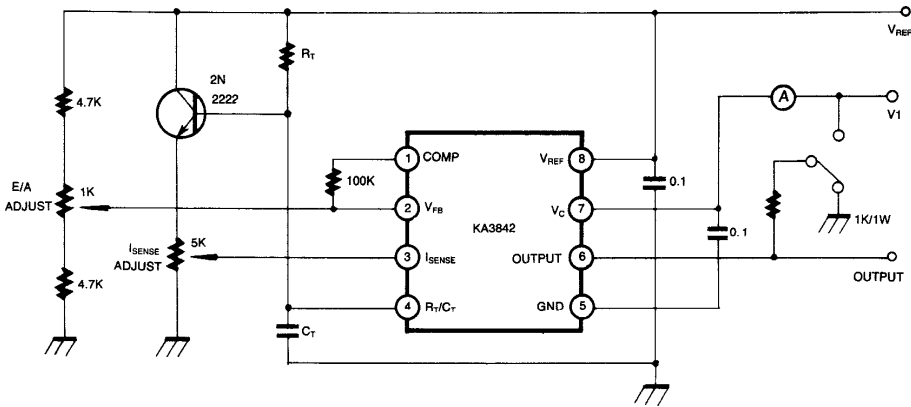 V_REF
R_T
2N
2222
4.7K
A
V1
1 COMP
V_REF 8
100K
0.1
E/A
ADJUST
1K
2 V_FB
KA3842
V_C 7
1K/1W
0.1
I_SENSE
ADJUST
5K
3 I_SENSE
OUTPUT 6
OUTPUT
4.7K
4 R_T/C_T
GND 5
C_T